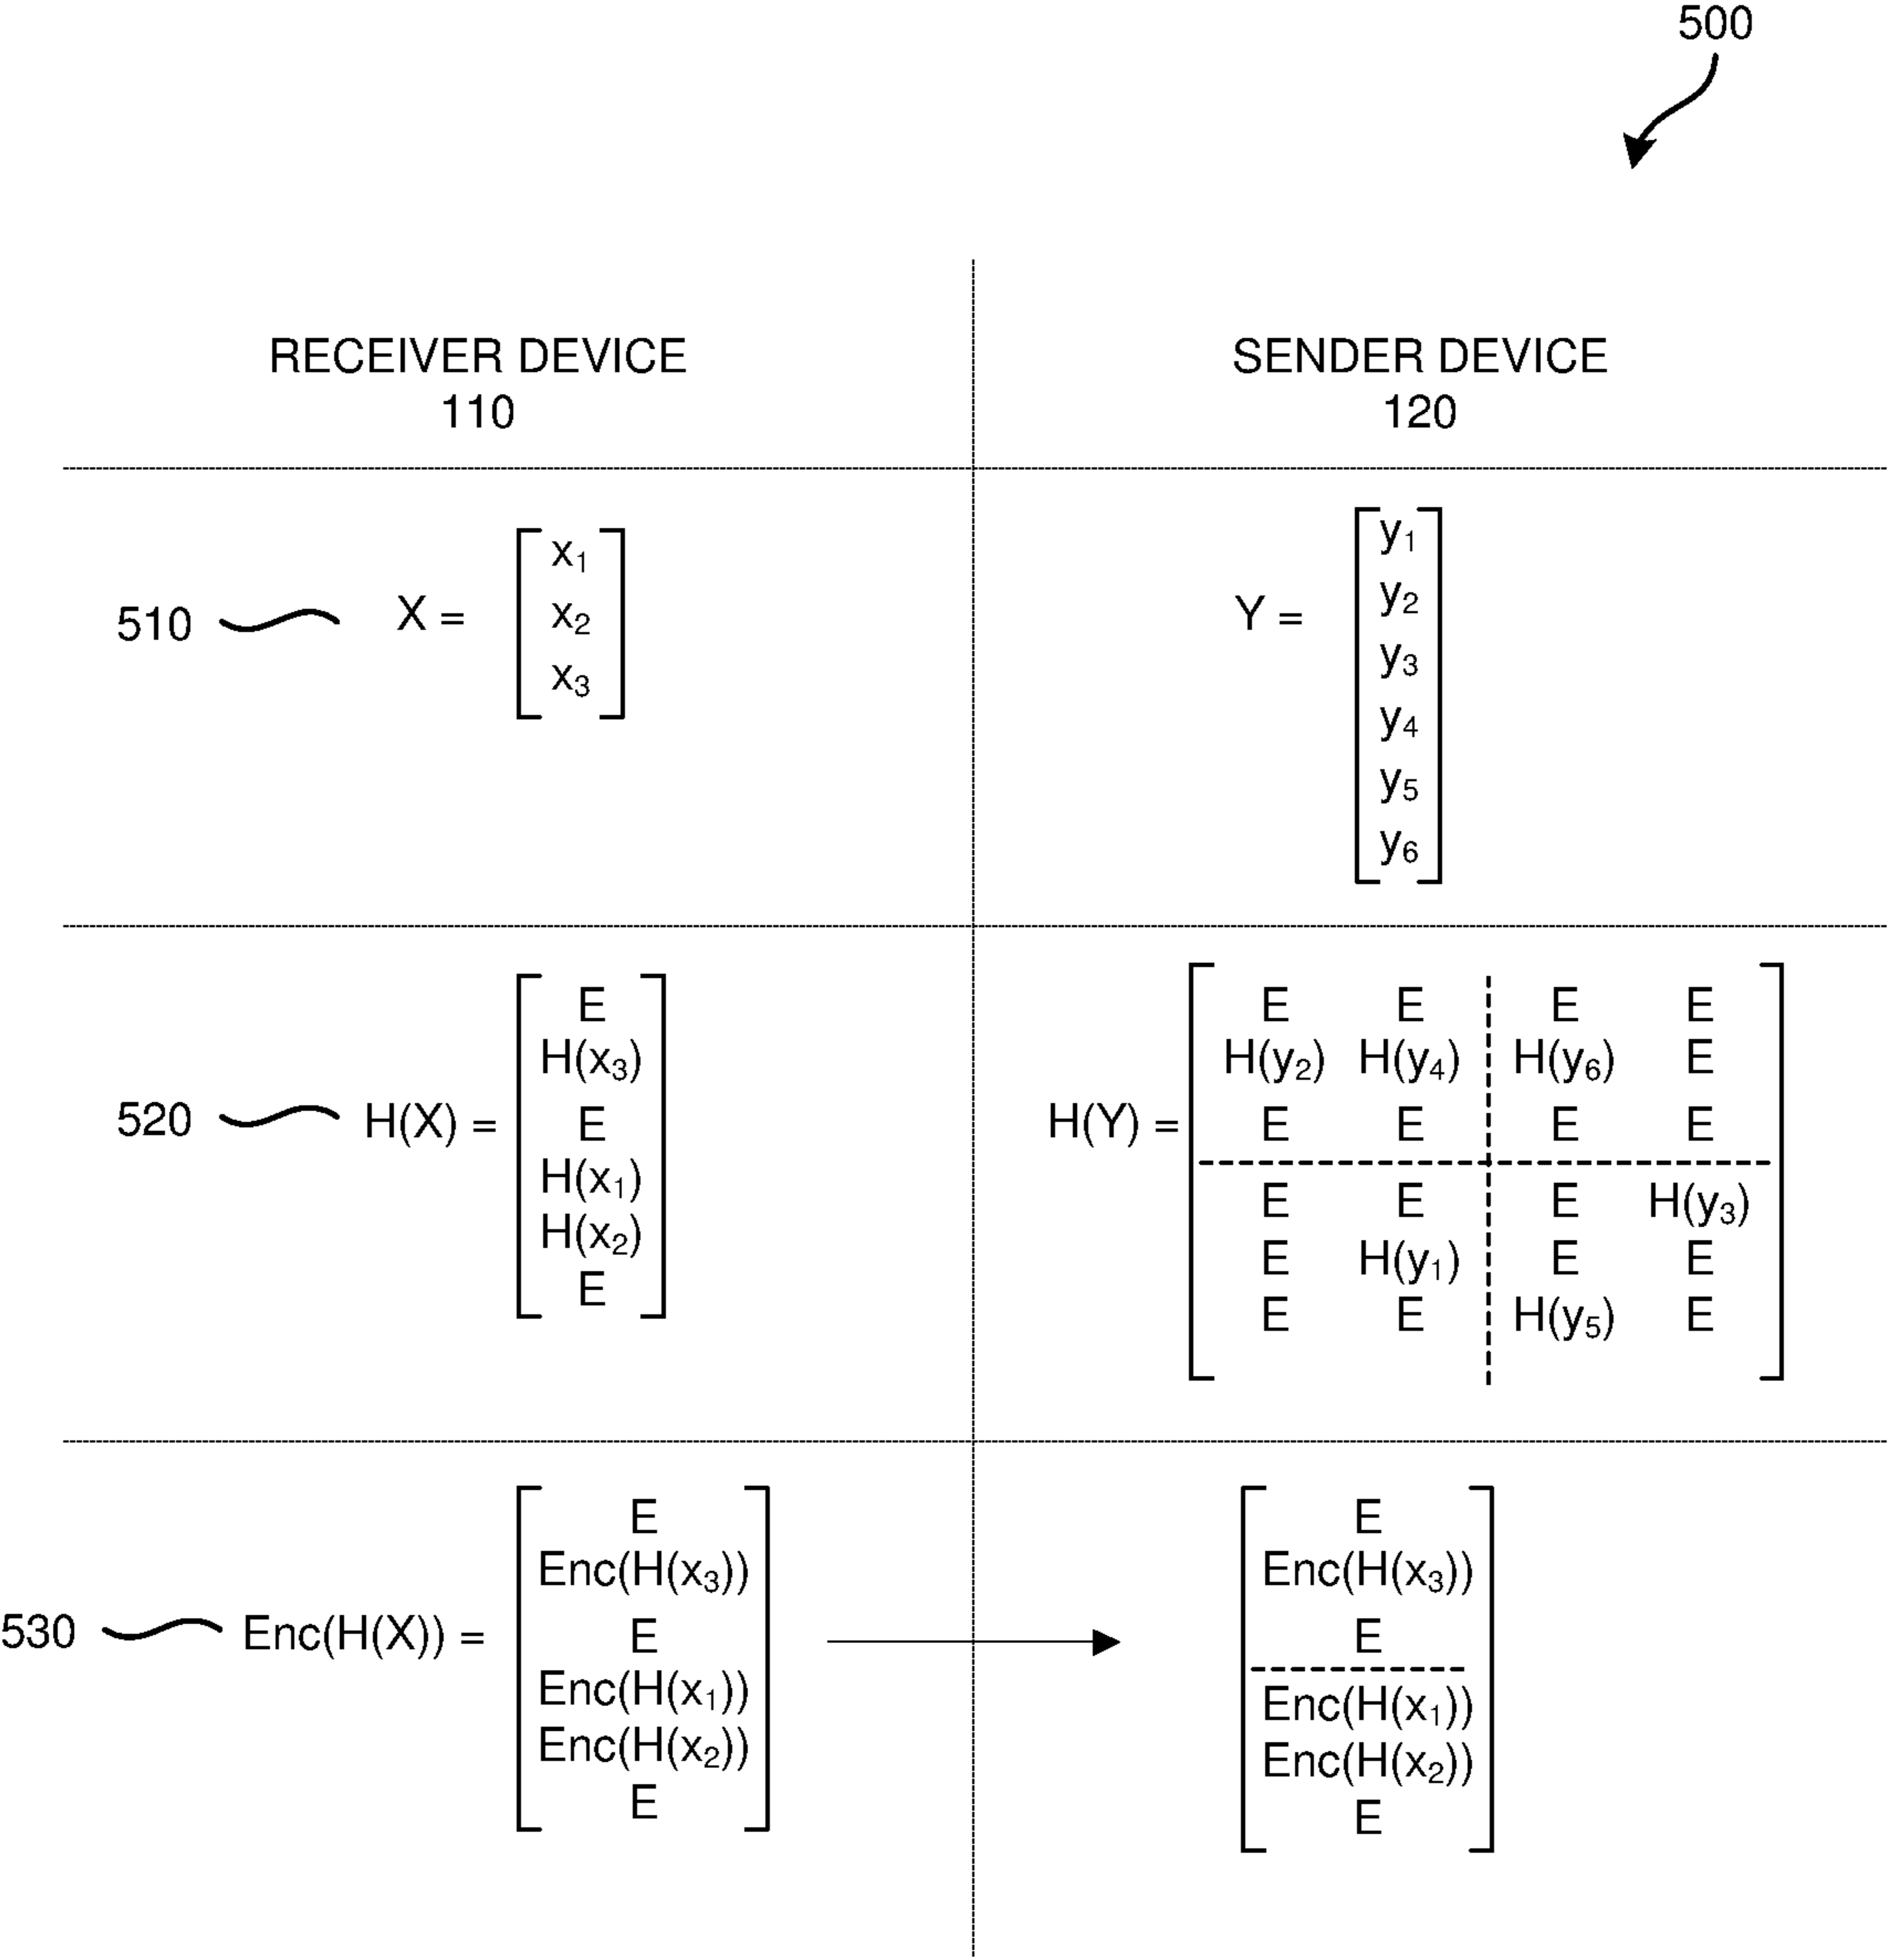 500
RECEIVER DEVICE
110
SENDER DEVICE
120
510
X =
x₁
x₂
x₃
Y =
y₁
y₂
y₃
y₄
y₅
y₆
520
H(X) =
E
H(x₃)
E
H(x₁)
H(x₂)
E
H(Y) =
E E E E
H(y₂) H(y₄) H(y₆) E
E E E E
E E E H(y₃)
E H(y₁) E E
E E H(y₅) E
530
Enc(H(X)) =
E
Enc(H(x₃))
E
Enc(H(x₁))
Enc(H(x₂))
E
E
Enc(H(x₃))
E
Enc(H(x₁))
Enc(H(x₂))
E